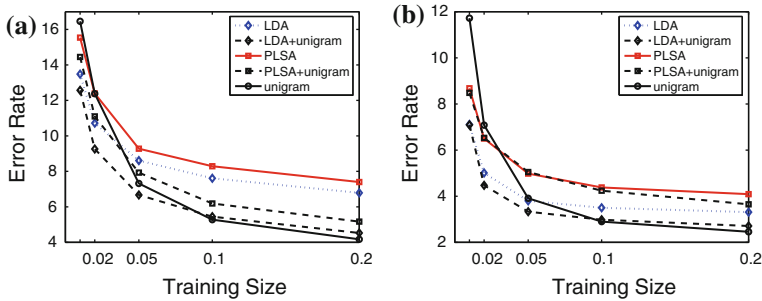 (a)
16
14
12
10
8
6
4
Error Rate
LDA
LDA+unigram
PLSA
PLSA+unigram
unigram
0.02 0.05 0.1 0.2
Training Size
(b)
12
10
8
6
4
2
Error Rate
LDA
LDA+unigram
PLSA
PLSA+unigram
unigram
0.02 0.05 0.1 0.2
Training Size